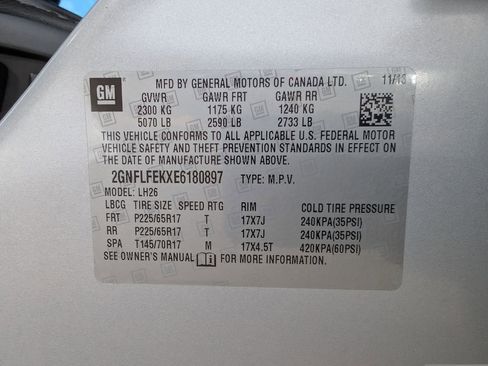 GM
MFD BY GENERAL MOTORS OF CANADA LTD. 11/13
GVWR GAWR FRT GAWR RR
2300 KG 1175 KG 1240 KG
5070 LB 2590 LB 2733 LB
THIS VEHICLE CONFORMS TO ALL APPLICABLE U.S. FEDERAL MOTOR
VEHICLE SAFETY AND THEFT PREVENTION STANDARDS IN EFFECT ON THE
DATE OF MANUFACTURE SHOWN ABOVE.
2GNFLFEKXE6180897 TYPE: M.P.V.
MODEL: LH26
LBCG TIRE SIZE SPEED RTG RIM COLD TIRE PRESSURE
FRT P225/65R17 T 17X7J 240KPA(35PSI)
RR P225/65R17 T 17X7J 240KPA(35PSI)
SPA T145/70R17 M 17X4.5T 420KPA(60PSI)
SEE OWNER'S MANUAL FOR MORE INFORMATION.